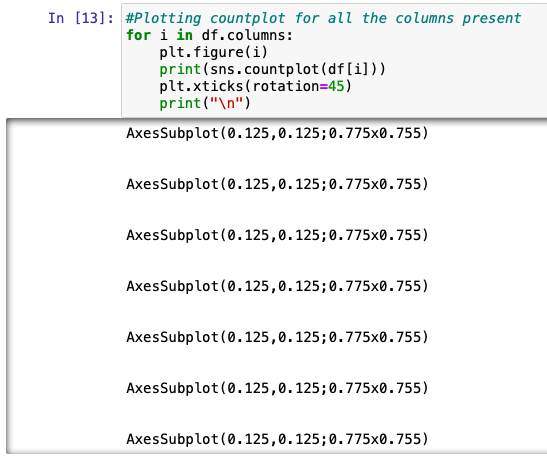 In [13]: #Plotting countplot for all the columns present
for i in df.columns:
    plt.figure(i)
    print(sns.countplot(df[i]))
    plt.xticks(rotation=45)
    print("\n")
AxesSubplot(0.125,0.125;0.775x0.755)
AxesSubplot(0.125,0.125;0.775x0.755)
AxesSubplot(0.125,0.125;0.775x0.755)
AxesSubplot(0.125,0.125;0.775x0.755)
AxesSubplot(0.125,0.125;0.775x0.755)
AxesSubplot(0.125,0.125;0.775x0.755)
AxesSubplot(0.125,0.125;0.775x0.755)